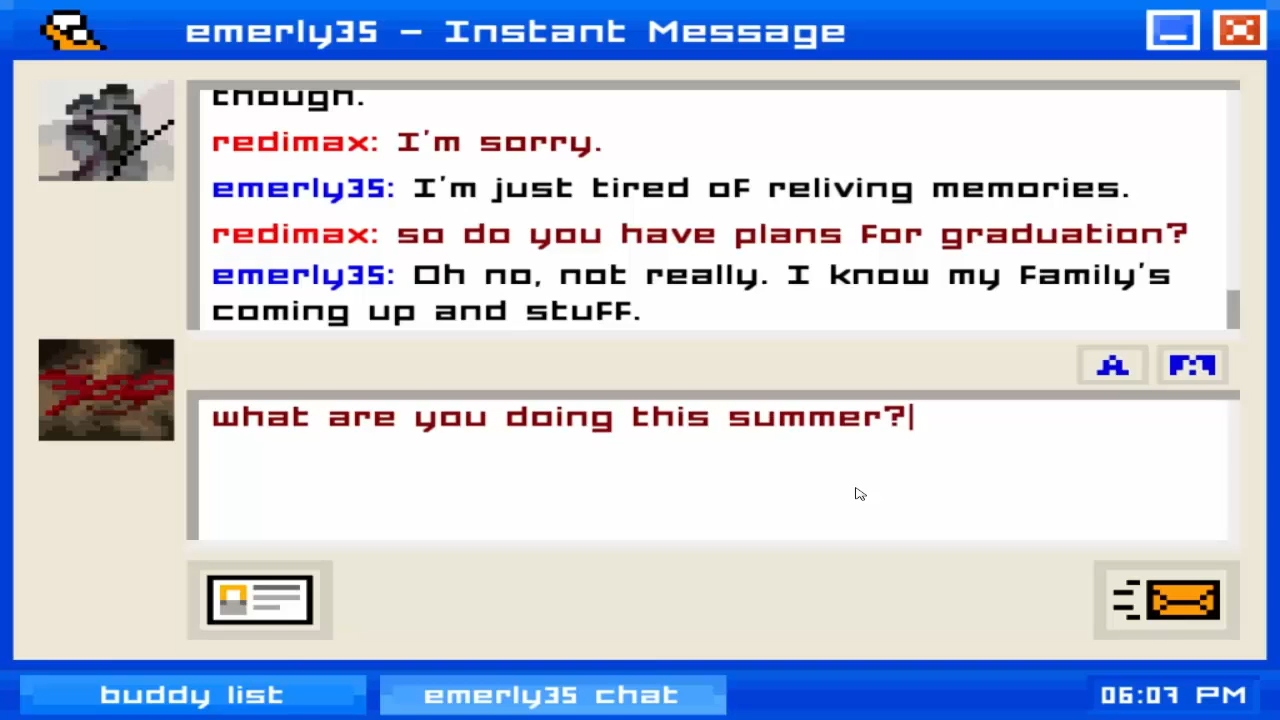 emerly35 - Instant Message
though.
redimax: I'm sorry.
emerly35: I'm just tired of reliving memories.
redimax: so do you have plans for graduation?
emerly35: Oh no, not really. I know my family's
coming up and stuff.
A
what are you doing this summer?
buddy list
emerly35 chat
06:07 PM